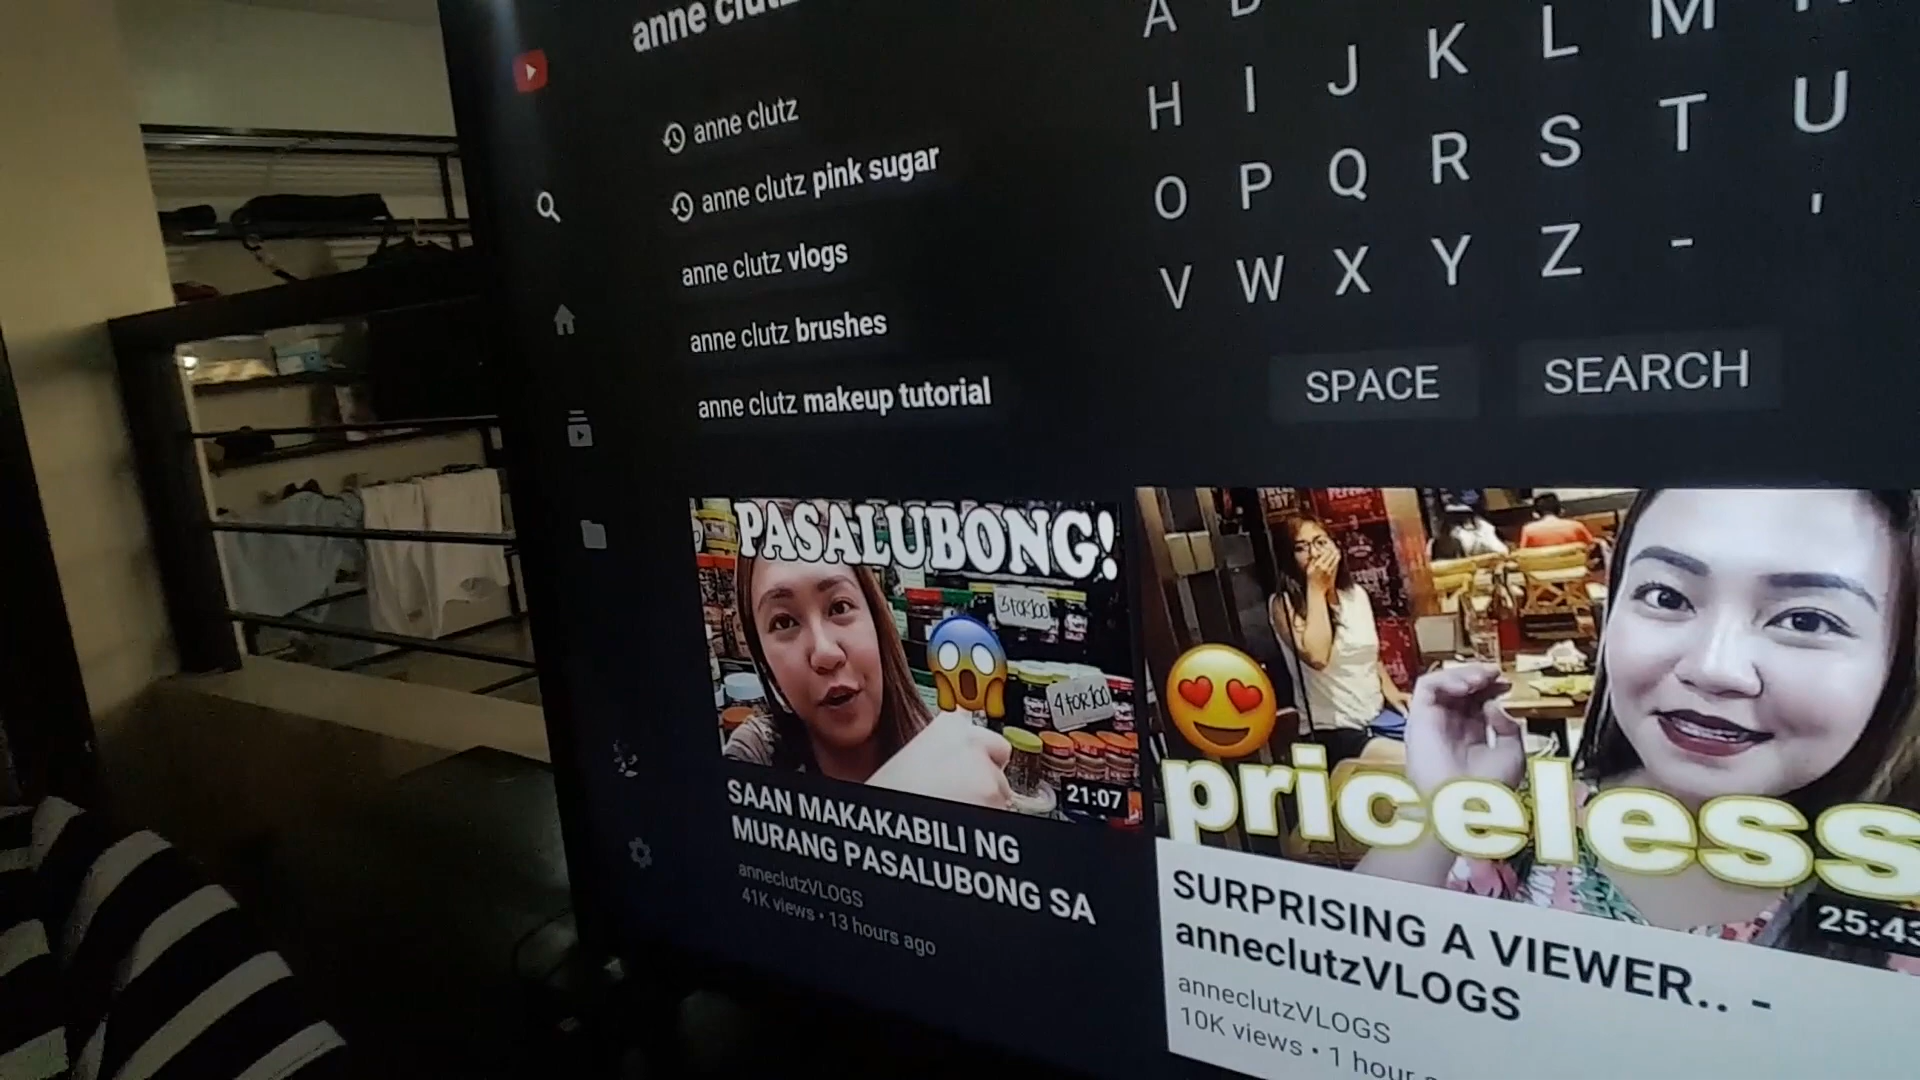 anne clutz
A
L M
H I J K
anne clutz
T U
anne clutz pink sugar
O P Q R S
anne clutz vlogs
V W X Y Z - '
anne clutz brushes
anne clutz makeup tutorial
SPACE SEARCH
PASALUBONG!
3 FOR 100
4 FOR 100
21:07
SAAN MAKAKABILI NG
MURANG PASALUBONG SA
anneclutzVLOGS
41K views • 13 hours ago
priceless
25:43
SURPRISING A VIEWER.. -
anneclutzVLOGS
anneclutzVLOGS
10K views • 1 hour